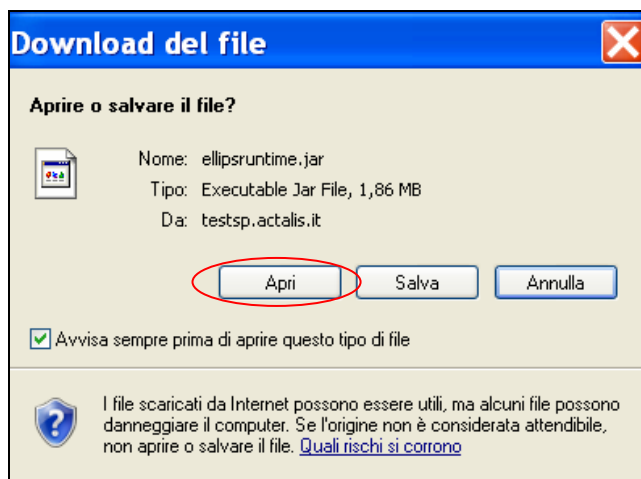 Download del file
Aprire o salvare il file?
Nome: ellipsruntime.jar
Tipo: Executable Jar File, 1,86 MB
Da: testsp.actalis.it
Apri Salva Annulla
Avvisa sempre prima di aprire questo tipo di file
I file scaricati da Internet possono essere utili, ma alcuni file possono
danneggiare il computer. Se l'origine non è considerata attendibile,
non aprire o salvare il file. Quali rischi si corrono